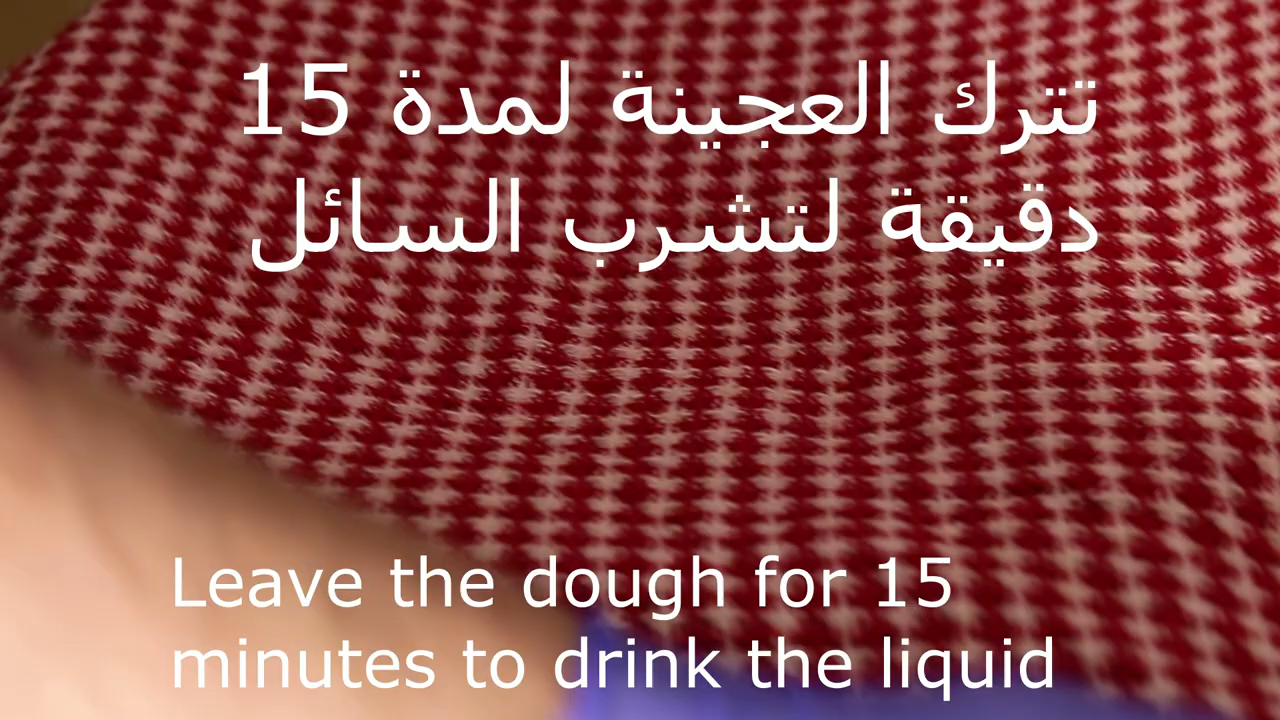 تترك العجينة لمدة 15
دقيقة لتشرب السائل
Leave the dough for 15
minutes to drink the liquid